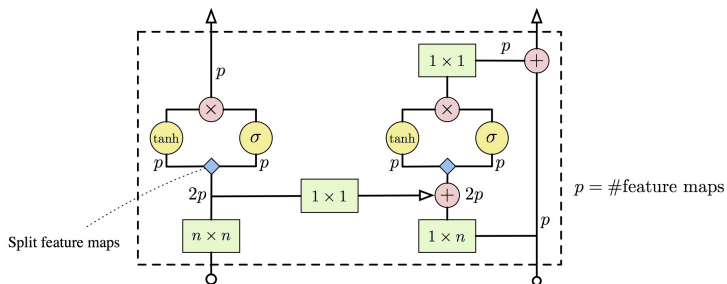 p
1 × 1
p
+
×
×
tanh
σ
tanh
σ
p
p
p
p
2p
1 × 1
+
2p
p = #feature maps
Split feature maps
n × n
1 × n
p